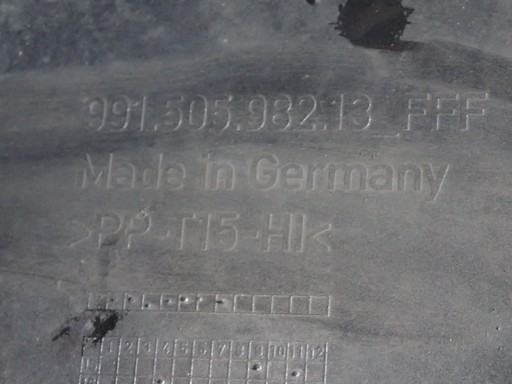 991.505.982.13_FFF
Made in Germany
>PP-T15-HI<
1 2 3 4 5 6 7 8 9 10 11 12